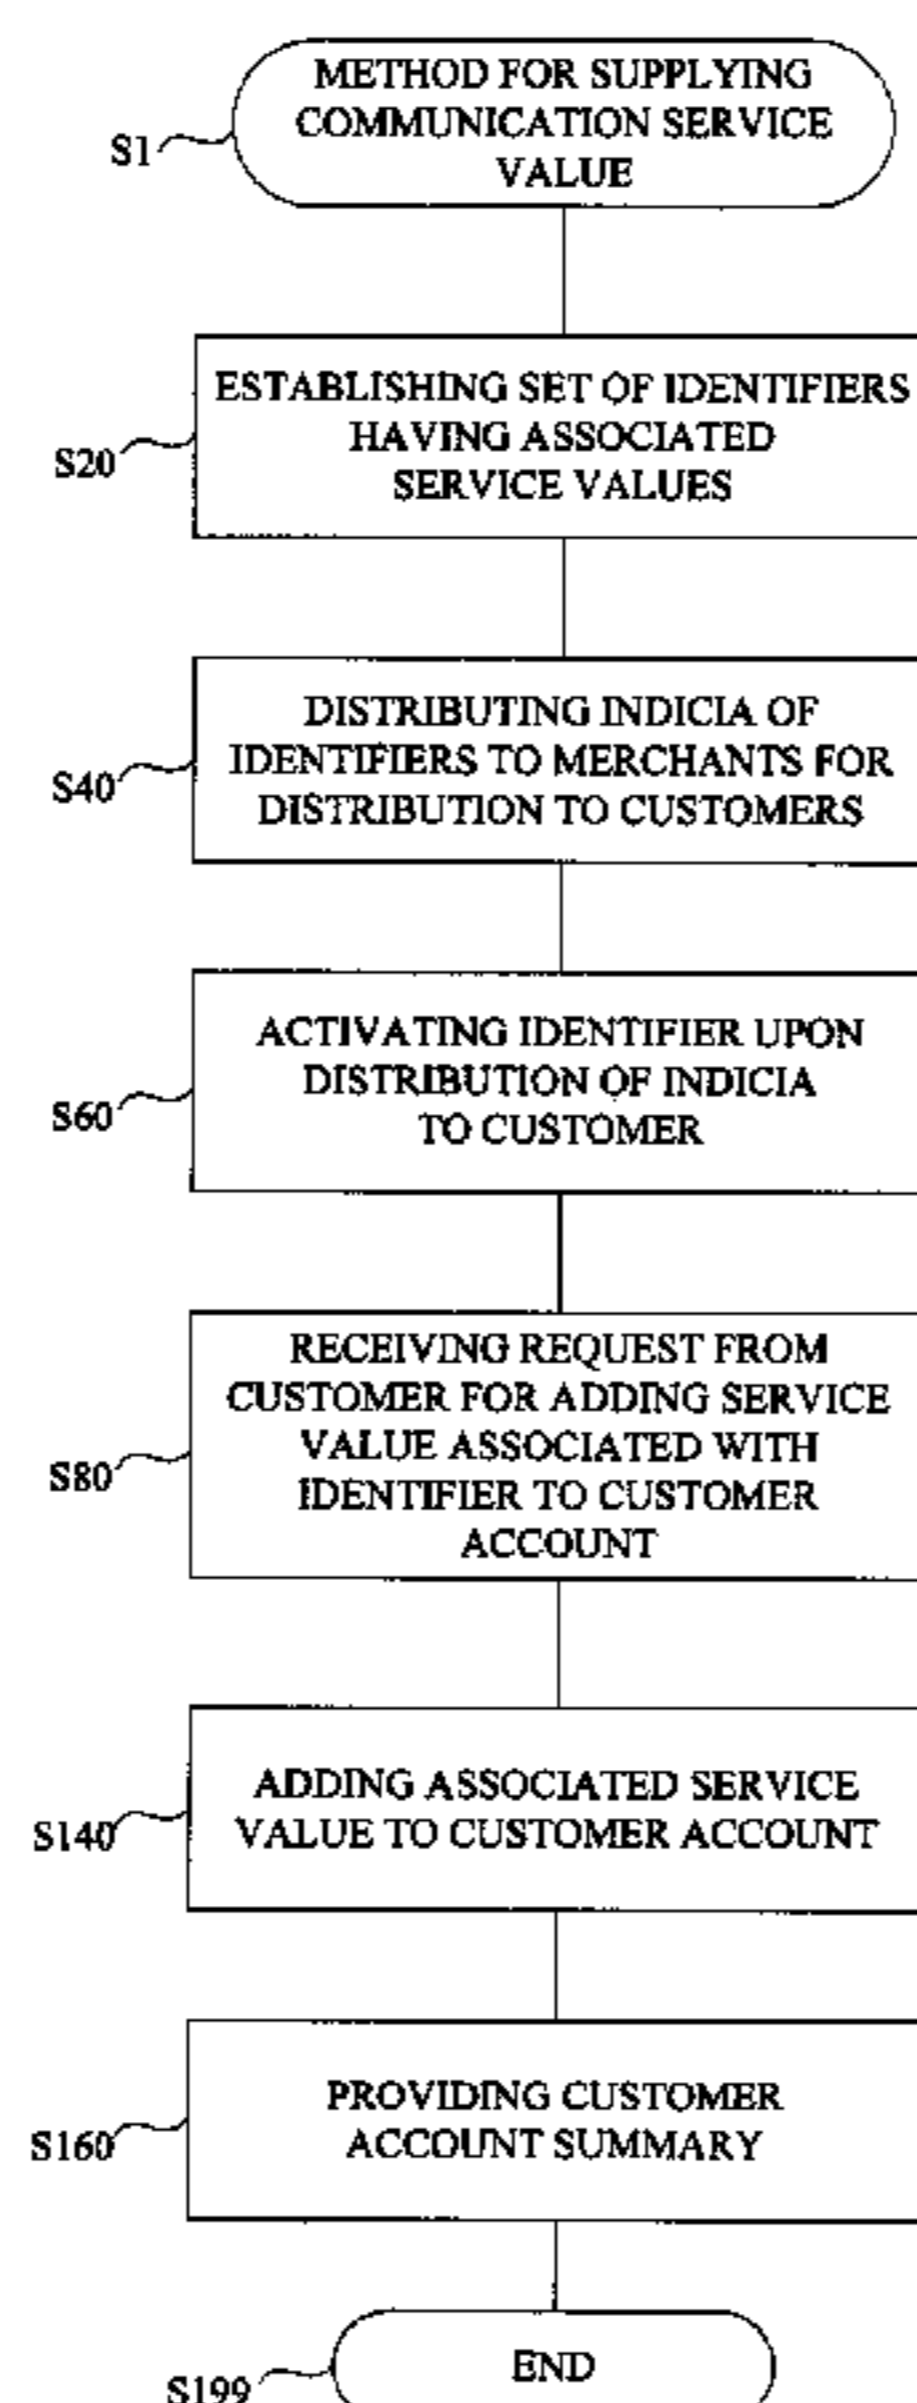 METHOD FOR SUPPLYING
COMMUNICATION SERVICE
VALUE
S1
ESTABLISHING SET OF IDENTIFIERS
HAVING ASSOCIATED
SERVICE VALUES
S20
DISTRIBUTING INDICIA OF
IDENTIFIERS TO MERCHANTS FOR
DISTRIBUTION TO CUSTOMERS
S40
ACTIVATING IDENTIFIER UPON
DISTRIBUTION OF INDICIA
TO CUSTOMER
S60
RECEIVING REQUEST FROM
CUSTOMER FOR ADDING SERVICE
VALUE ASSOCIATED WITH
IDENTIFIER TO CUSTOMER
ACCOUNT
S80
ADDING ASSOCIATED SERVICE
VALUE TO CUSTOMER ACCOUNT
S140
PROVIDING CUSTOMER
ACCOUNT SUMMARY
S160
END
S199